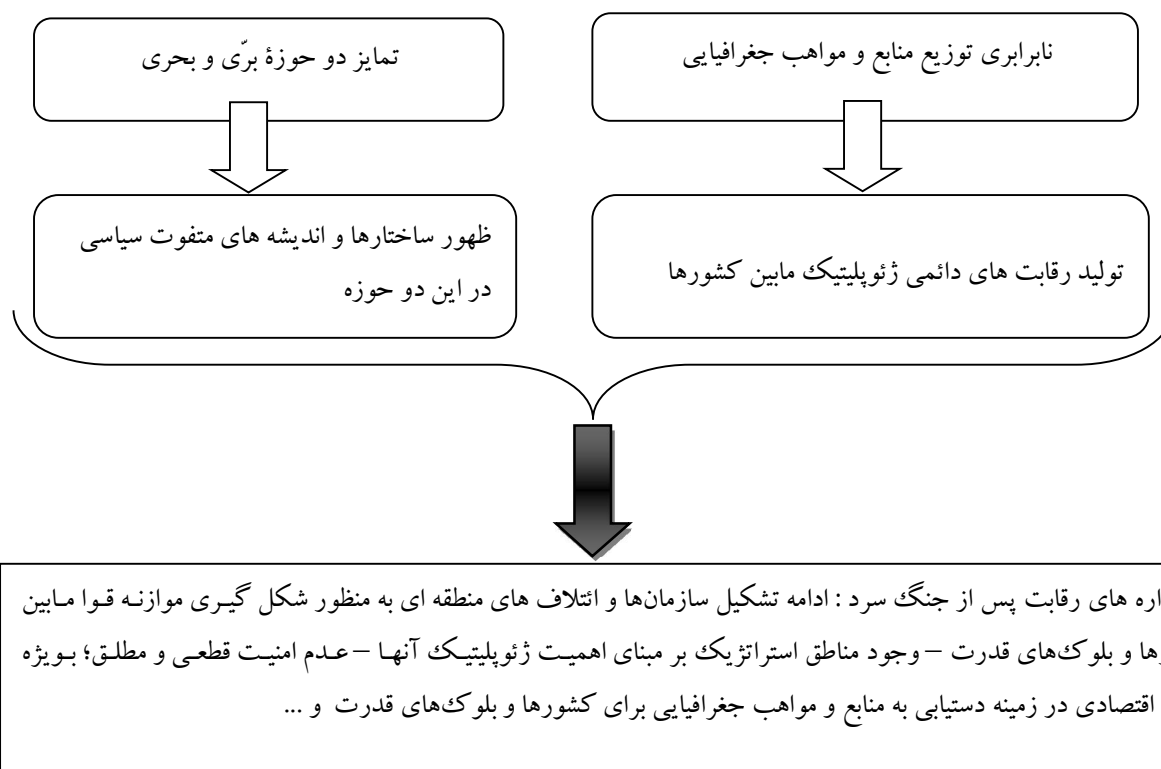 نابرابری توزیع منابع و مواهب جغرافیایی
تمایز دو حوزهٔ برّی و بحری
تولید رقابت های دائمی ژئوپلیتیک مابین کشورها
ظهور ساختارها و اندیشه های متفوت سیاسی
در این دو حوزه
اره های رقابت پس از جنگ سرد : ادامه تشکیل سازمان‌ها و ائتلاف های منطقه ای به منظور شکل گیـری موازنـه قـوا مـابین
ها و بلوک‌های قدرت – وجود مناطق استراتژیک بر مبنای اهمیـت ژئوپلیتیـک آنهـا – عـدم امنیـت قطعـی و مطلـق؛ بـویژه
اقتصادی در زمینه دستیابی به منابع و مواهب جغرافیایی برای کشورها و بلوک‌های قدرت و ...